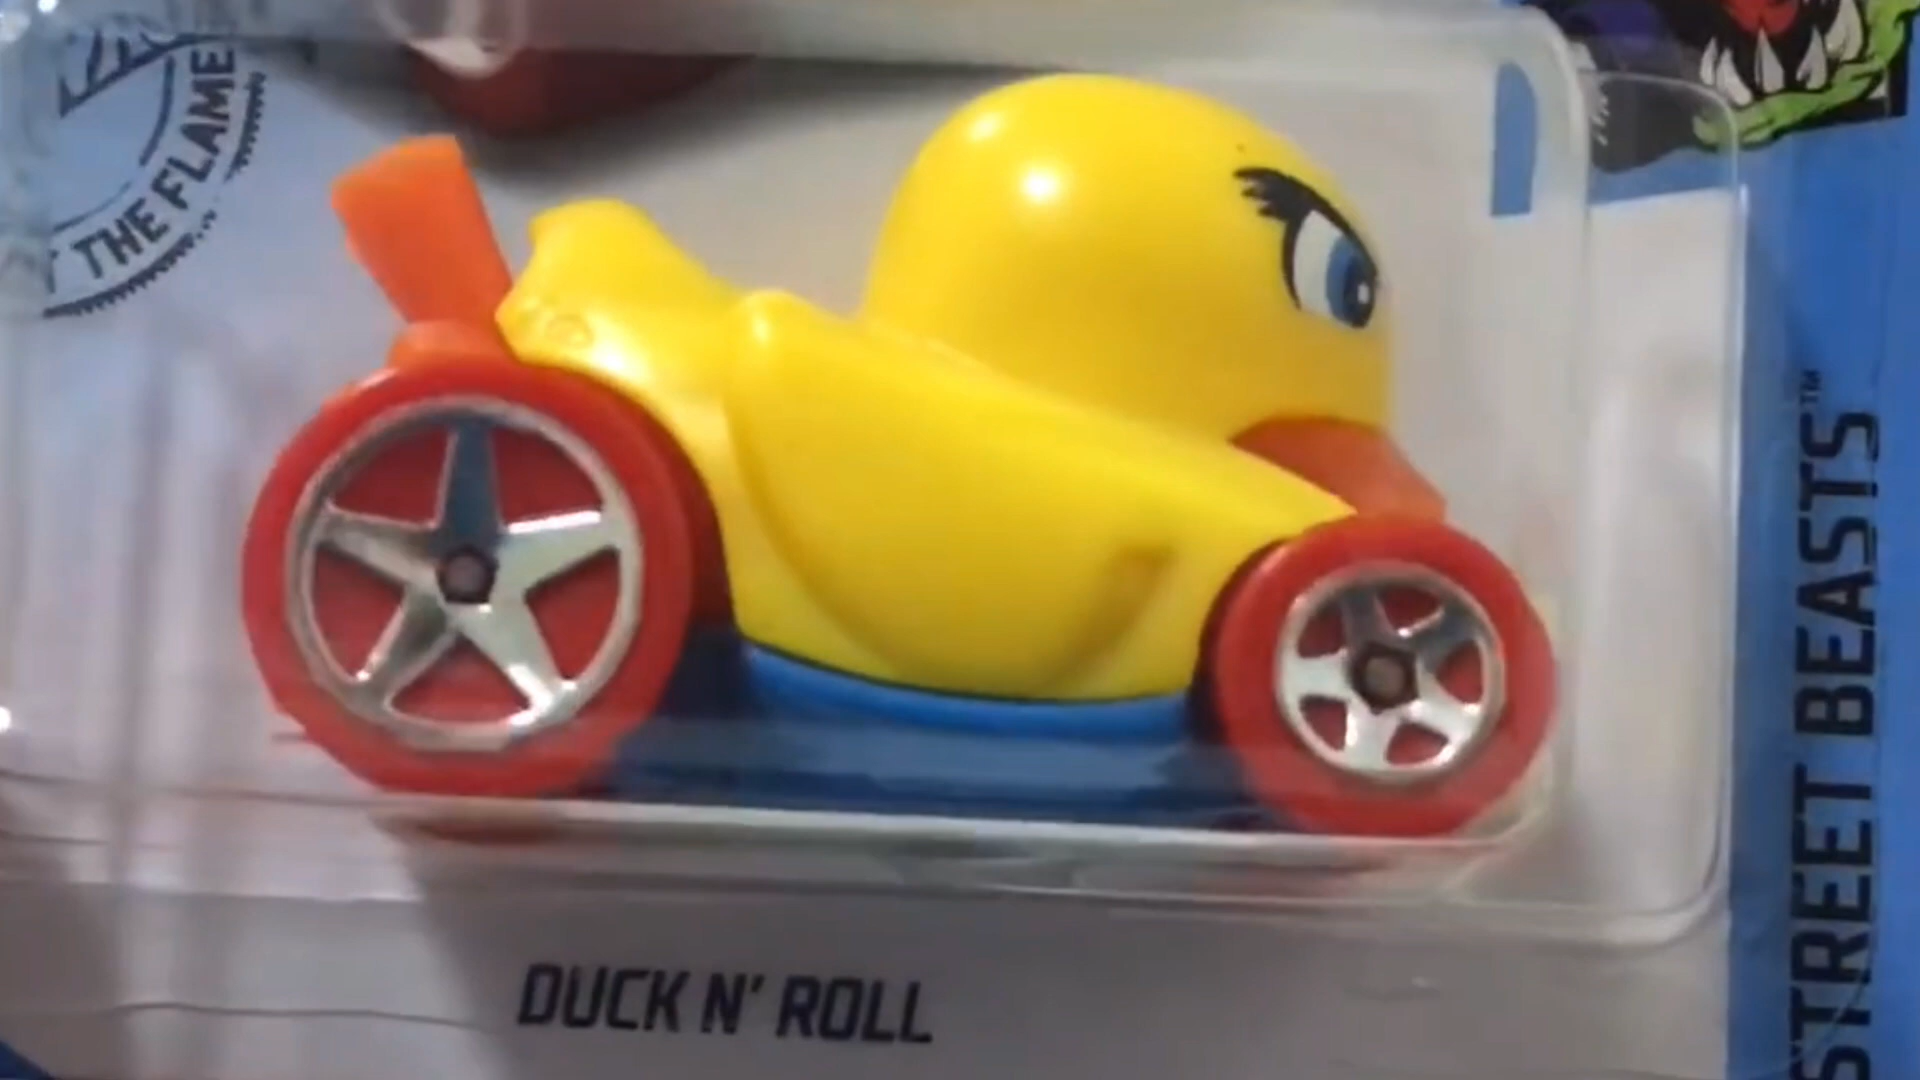 THE FLAME
DUCK N' ROLL
STREET BEASTS™